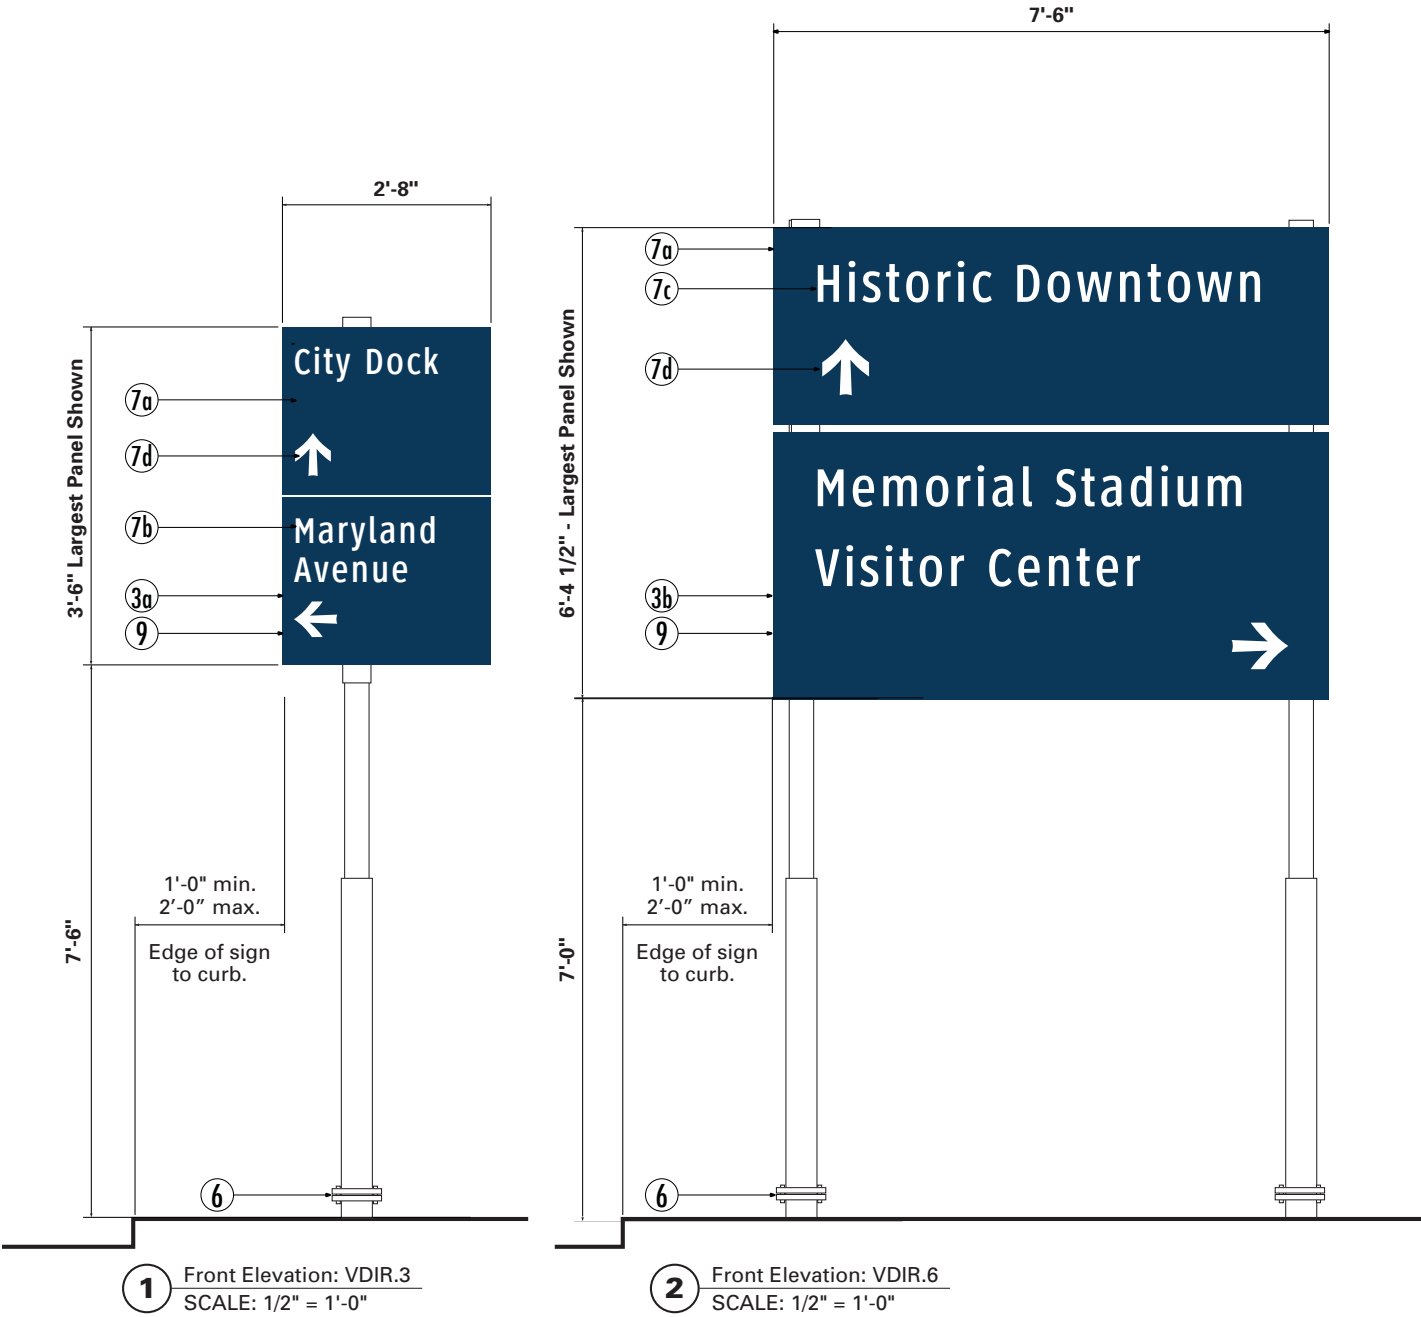 2'-8"
3'-6" Largest Panel Shown
City Dock
7a
7d
7b
Maryland
Avenue
3a
9
7'-6"
1'-0" min.
2’-0” max.
Edge of sign
to curb.
6
1
Front Elevation: VDIR.3
SCALE: 1/2" = 1'-0"
7'-6"
6'-4 1/2" - Largest Panel Shown
7a
7c
Historic Downtown
7d
Memorial Stadium
Visitor Center
3b
9
7'-0"
1'-0" min.
2’-0” max.
Edge of sign
to curb.
6
2
Front Elevation: VDIR.6
SCALE: 1/2" = 1'-0"